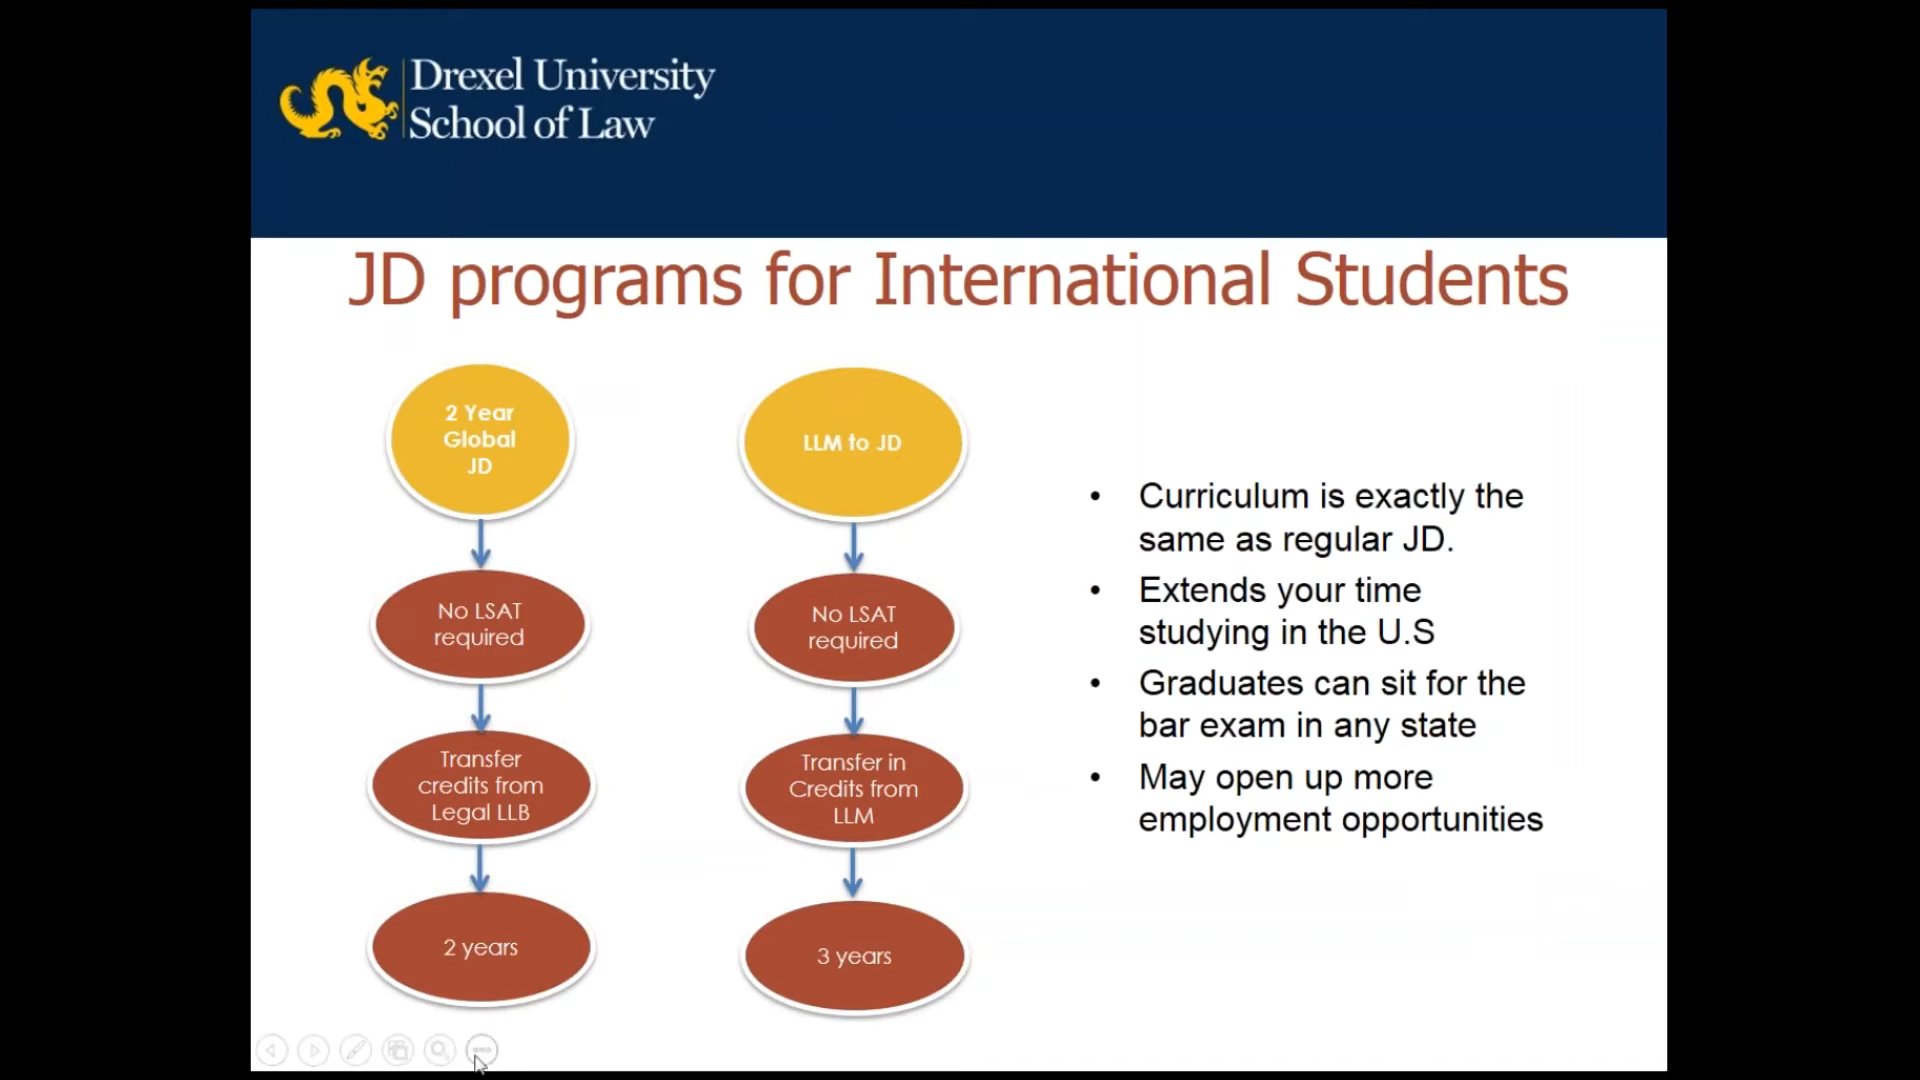 Drexel University
School of Law
JD programs for International Students
2 Year
Global
JD
No LSAT
required
Transfer
credits from
Legal LLB
2 years
LLM to JD
No LSAT
required
Transfer in
Credits from
LLM
3 years
• Curriculum is exactly the
same as regular JD.
• Extends your time
studying in the U.S
• Graduates can sit for the
bar exam in any state
• May open up more
employment opportunities